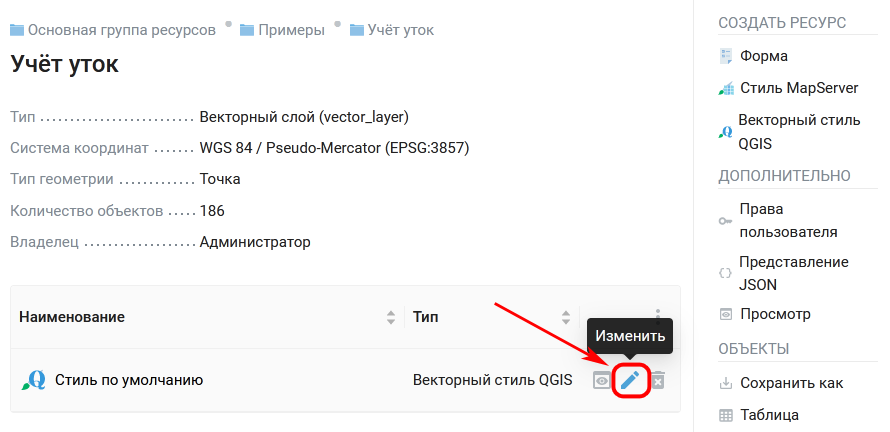 Основная группа ресурсов Примеры Учёт уток
Учёт уток
Тип Векторный слой (vector_layer)
Система координат WGS 84 / Pseudo-Mercator (EPSG:3857)
Тип геометрии Точка
Количество объектов 186
Владелец Администратор
Наименование Тип
Изменить
Стиль по умолчанию Векторный стиль QGIS
СОЗДАТЬ РЕСУРС
Форма
Стиль MapServer
Векторный стиль
QGIS
ДОПОЛНИТЕЛЬНО
Права
пользователя
Представление
JSON
Просмотр
ОБЪЕКТЫ
Сохранить как
Таблица